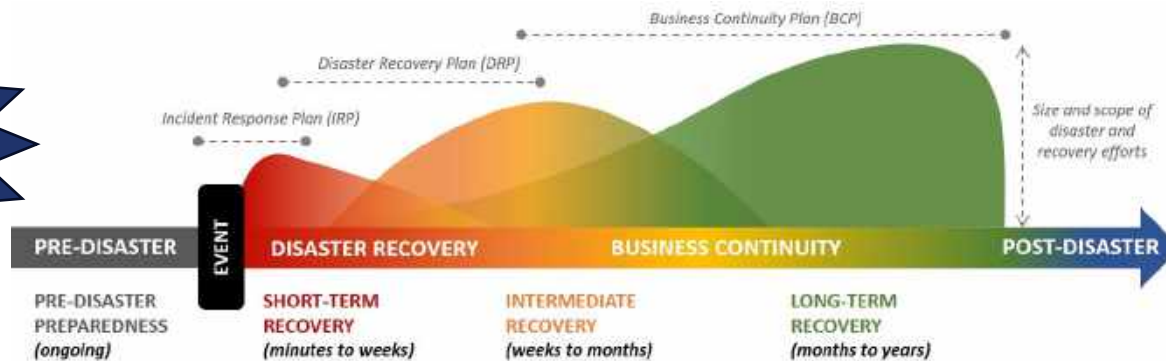 Business Continuity Plan (BCP)
Disaster Recovery Plan (DRP)
Incident Response Plan (IRP)
Size and scope of
disaster and
recovery efforts
PRE-DISASTER
EVENT
DISASTER RECOVERY
BUSINESS CONTINUITY
POST-DISASTER
PRE-DISASTER
PREPAREDNESS
(ongoing)
SHORT-TERM
RECOVERY
(minutes to weeks)
INTERMEDIATE
RECOVERY
(weeks to months)
LONG-TERM
RECOVERY
(months to years)